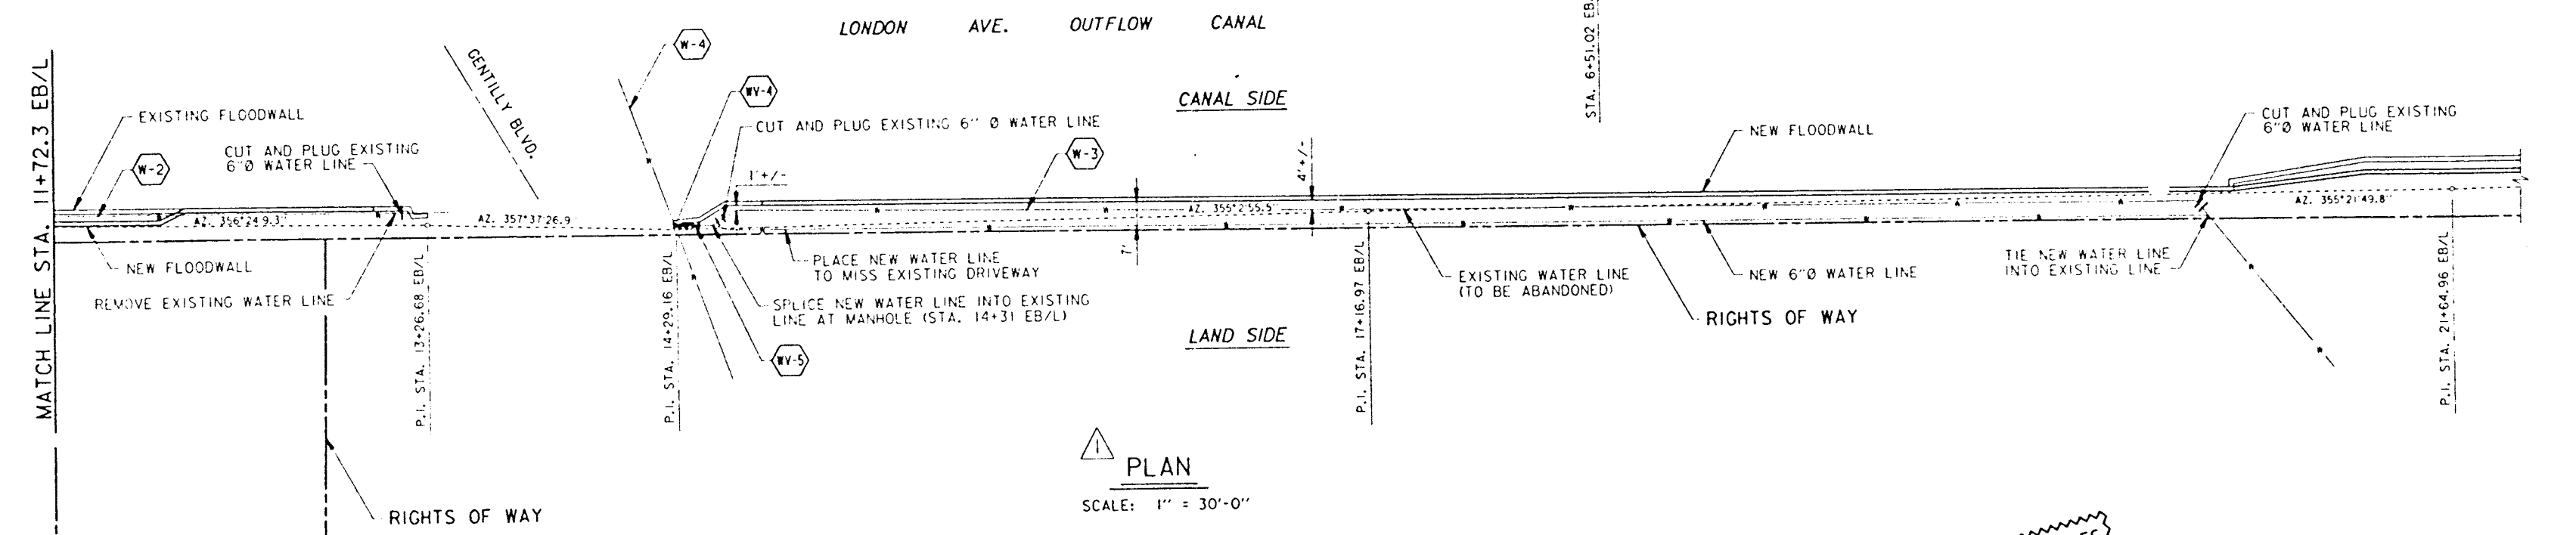 LONDON AVE. OUTFLOW CANAL
STA. 6+51.02 EB/
MATCH LINE STA. 11+72.3 EB/L
GENTILLY BLVD.
W-4
WV-4
CANAL SIDE
EXISTING FLOODWALL
CUT AND PLUG EXISTING 6" Ø WATER LINE
NEW FLOODWALL
CUT AND PLUG EXISTING
6"Ø WATER LINE
W-2
CUT AND PLUG EXISTING
6"Ø WATER LINE
W-3
1'+/-
4'+/-
AZ. 356°24'9.3"
AZ. 357°37'26.9"
AZ. 355°2'55.5"
AZ. 355°21'49.8"
7'
NEW FLOODWALL
REMOVE EXISTING WATER LINE
P.I. STA. 13+26.68 EB/L
P.I. STA. 14+29.16 EB/L
PLACE NEW WATER LINE
TO MISS EXISTING DRIVEWAY
SPLICE NEW WATER LINE INTO EXISTING
LINE AT MANHOLE (STA. 14+31 EB/L)
WV-5
LAND SIDE
P.I. STA. 17+16.97 EB/L
EXISTING WATER LINE
(TO BE ABANDONED)
RIGHTS OF WAY
NEW 6"Ø WATER LINE
TIE NEW WATER LINE
INTO EXISTING LINE
P.I. STA. 21+64.96 EB/L
1
PLAN
SCALE: 1" = 30'-0"
RIGHTS OF WAY